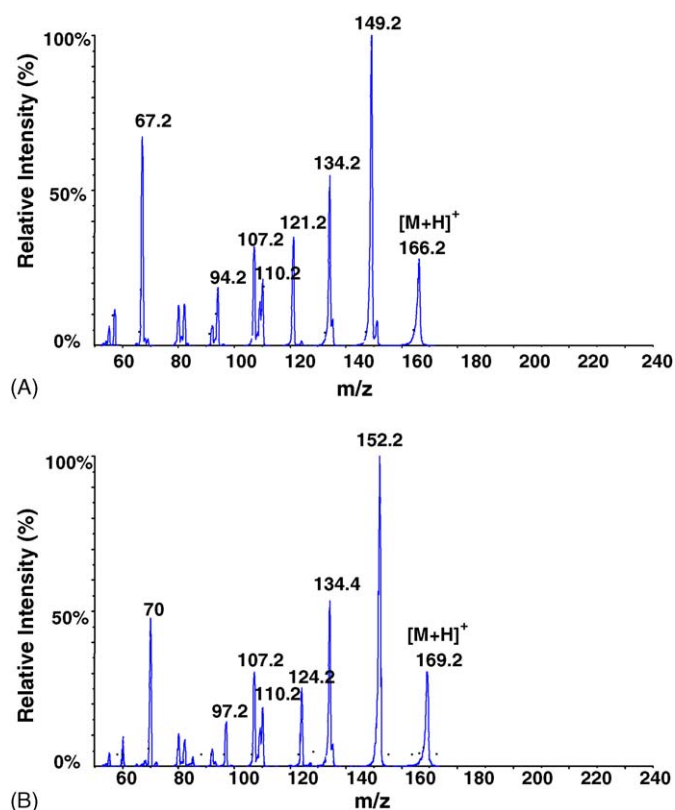 149.2
100%
67.2
134.2
[M+H]+
50%
121.2
166.2
107.2
110.2
94.2
0%
60 80 100 120 140 160 180 200 220 240
Relative Intensity (%)
(A)
m/z
152.2
100%
134.4
70
[M+H]+
50%
169.2
107.2
124.2
110.2
97.2
0%
60 80 100 120 140 160 180 200 220 240
Relative Intensity (%)
(B)
m/z